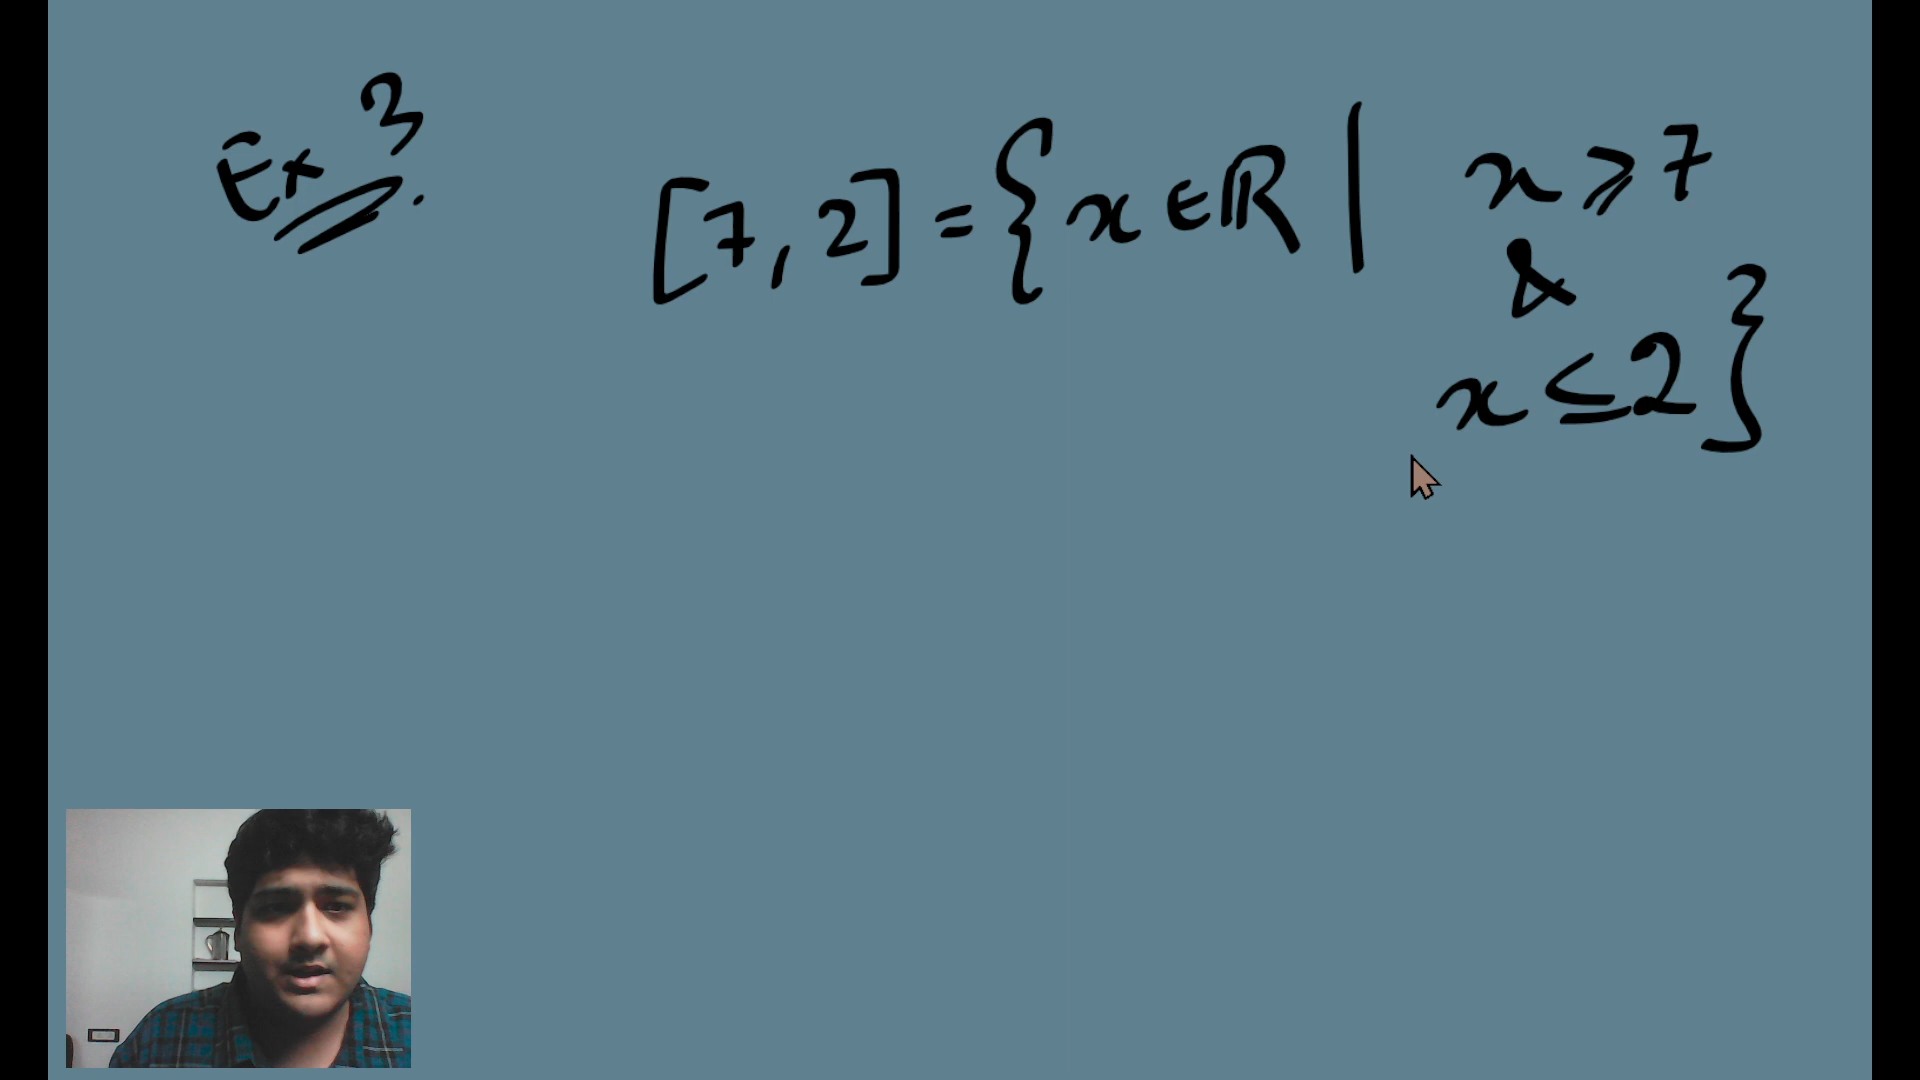 Ex 3.
[7, 2] = {x ∈ ℝ | x ⩾ 7
&
x ≤ 2}